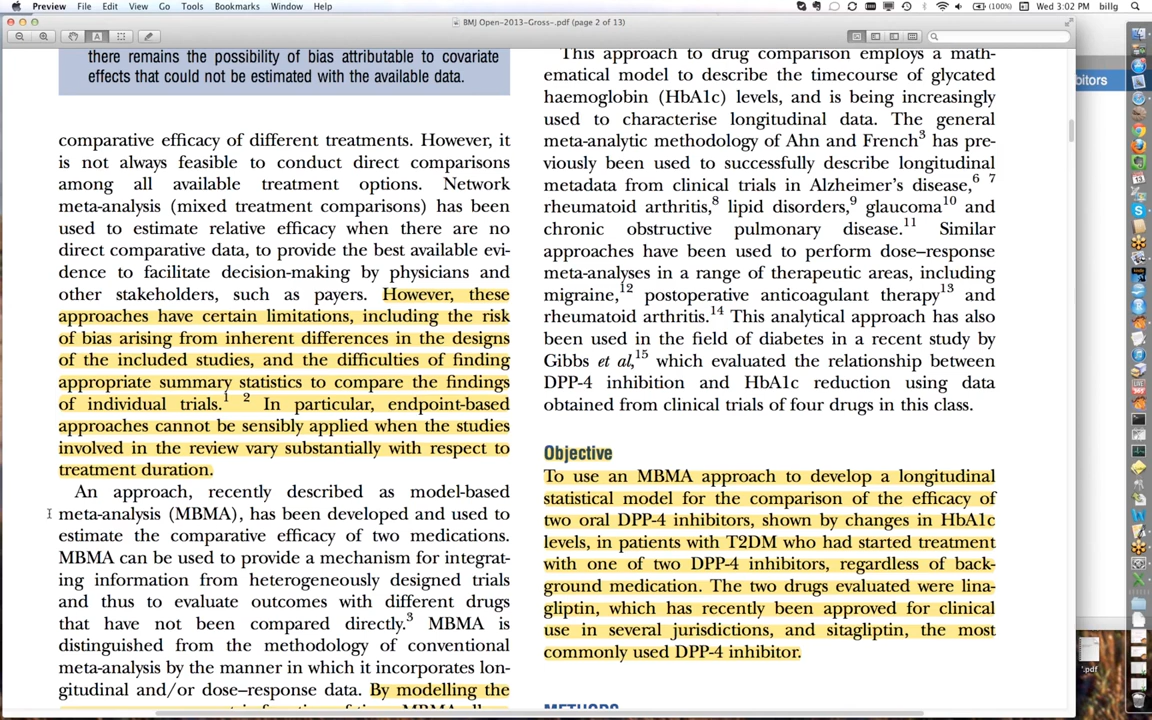 Preview File Edit View Go Tools Bookmarks Window Help (100%) Wed 3:02 PM billg
BMJ Open-2013-Gross-.pdf (page 2 of 13)
there remains the possibility of bias attributable to covariate
effects that could not be estimated with the available data.
comparative efficacy of different treatments. However, it
is not always feasible to conduct direct comparisons
among all available treatment options. Network
meta-analysis (mixed treatment comparisons) has been
used to estimate relative efficacy when there are no
direct comparative data, to provide the best available evi-
dence to facilitate decision-making by physicians and
other stakeholders, such as payers. However, these
approaches have certain limitations, including the risk
of bias arising from inherent differences in the designs
of the included studies, and the difficulties of finding
appropriate summary statistics to compare the findings
of individual trials.1 2 In particular, endpoint-based
approaches cannot be sensibly applied when the studies
involved in the review vary substantially with respect to
treatment duration.
An approach, recently described as model-based
meta-analysis (MBMA), has been developed and used to
estimate the comparative efficacy of two medications.
MBMA can be used to provide a mechanism for integrat-
ing information from heterogeneously designed trials
and thus to evaluate outcomes with different drugs
that have not been compared directly.3 MBMA is
distinguished from the methodology of conventional
meta-analysis by the manner in which it incorporates lon-
gitudinal and/or dose–response data. By modelling the
This approach to drug comparison employs a math-
ematical model to describe the timecourse of glycated
haemoglobin (HbA1c) levels, and is being increasingly
used to characterise longitudinal data. The general
meta-analytic methodology of Ahn and French3 has pre-
viously been used to successfully describe longitudinal
metadata from clinical trials in Alzheimer's disease,6 7
rheumatoid arthritis,8 lipid disorders,9 glaucoma10 and
chronic obstructive pulmonary disease.11 Similar
approaches have been used to perform dose–response
meta-analyses in a range of therapeutic areas, including
migraine,12 postoperative anticoagulant therapy13 and
rheumatoid arthritis.14 This analytical approach has also
been used in the field of diabetes in a recent study by
Gibbs et al,15 which evaluated the relationship between
DPP-4 inhibition and HbA1c reduction using data
obtained from clinical trials of four drugs in this class.
Objective
To use an MBMA approach to develop a longitudinal
statistical model for the comparison of the efficacy of
two oral DPP-4 inhibitors, shown by changes in HbA1c
levels, in patients with T2DM who had started treatment
with one of two DPP-4 inhibitors, regardless of back-
ground medication. The two drugs evaluated were lina-
gliptin, which has recently been approved for clinical
use in several jurisdictions, and sitagliptin, the most
commonly used DPP-4 inhibitor.
METHODS
bitors
.pdf